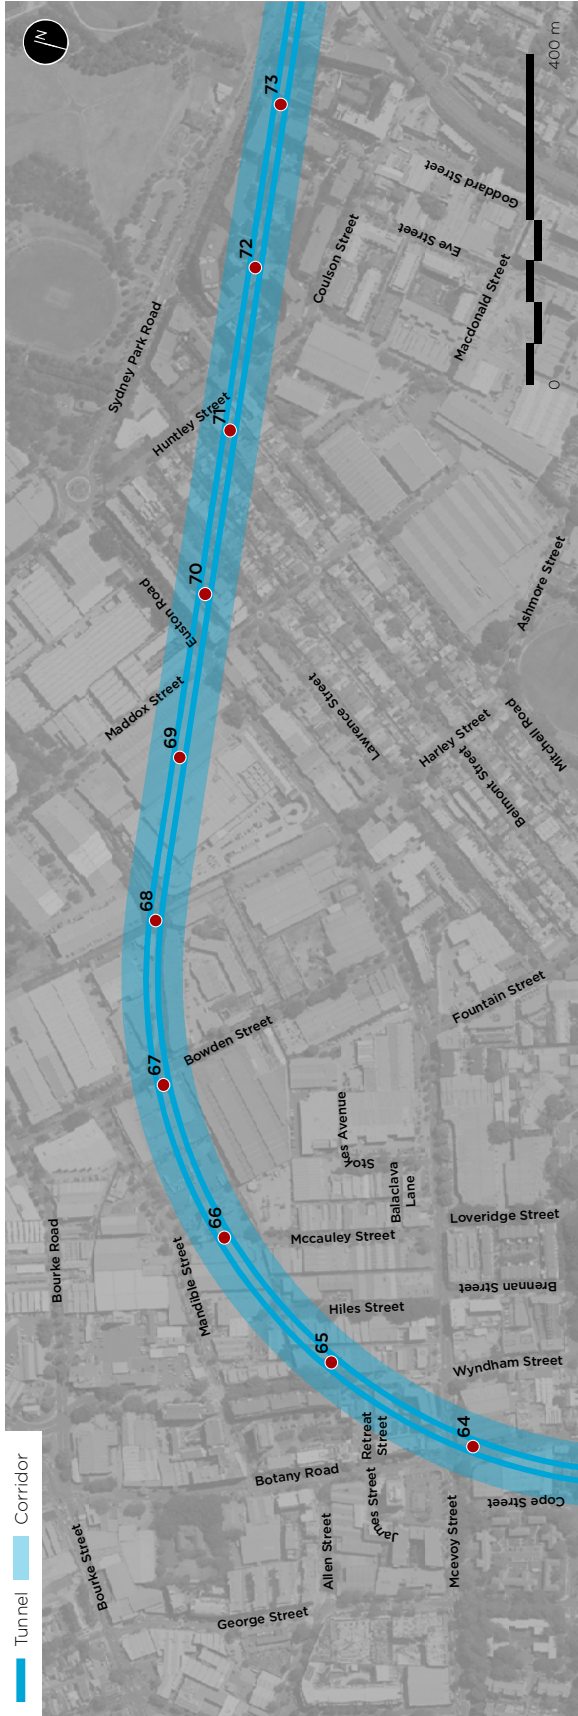 N
400 m
0
73
72
71
70
69
68
67
66
65
64
Goddard Street
Eve Street
Coulson Street
Macdonald Street
Sydney Park Road
Huntley Street
Euston Road
Ashmore Street
Maddox Street
Lawrence Street
Harley Street
Mitchell Road
Belmont Street
Fountain Street
Bowden Street
Stokes Avenue
Balaclava
Lane
Loveridge Street
Mccauley Street
Bourke Road
Mandible Street
Brennan Street
Hiles Street
Wyndham Street
Retreat
Street
Botany Road
James Street
Cope Street
Mcevoy Street
Allen Street
Bourke Street
George Street
Tunnel
Corridor